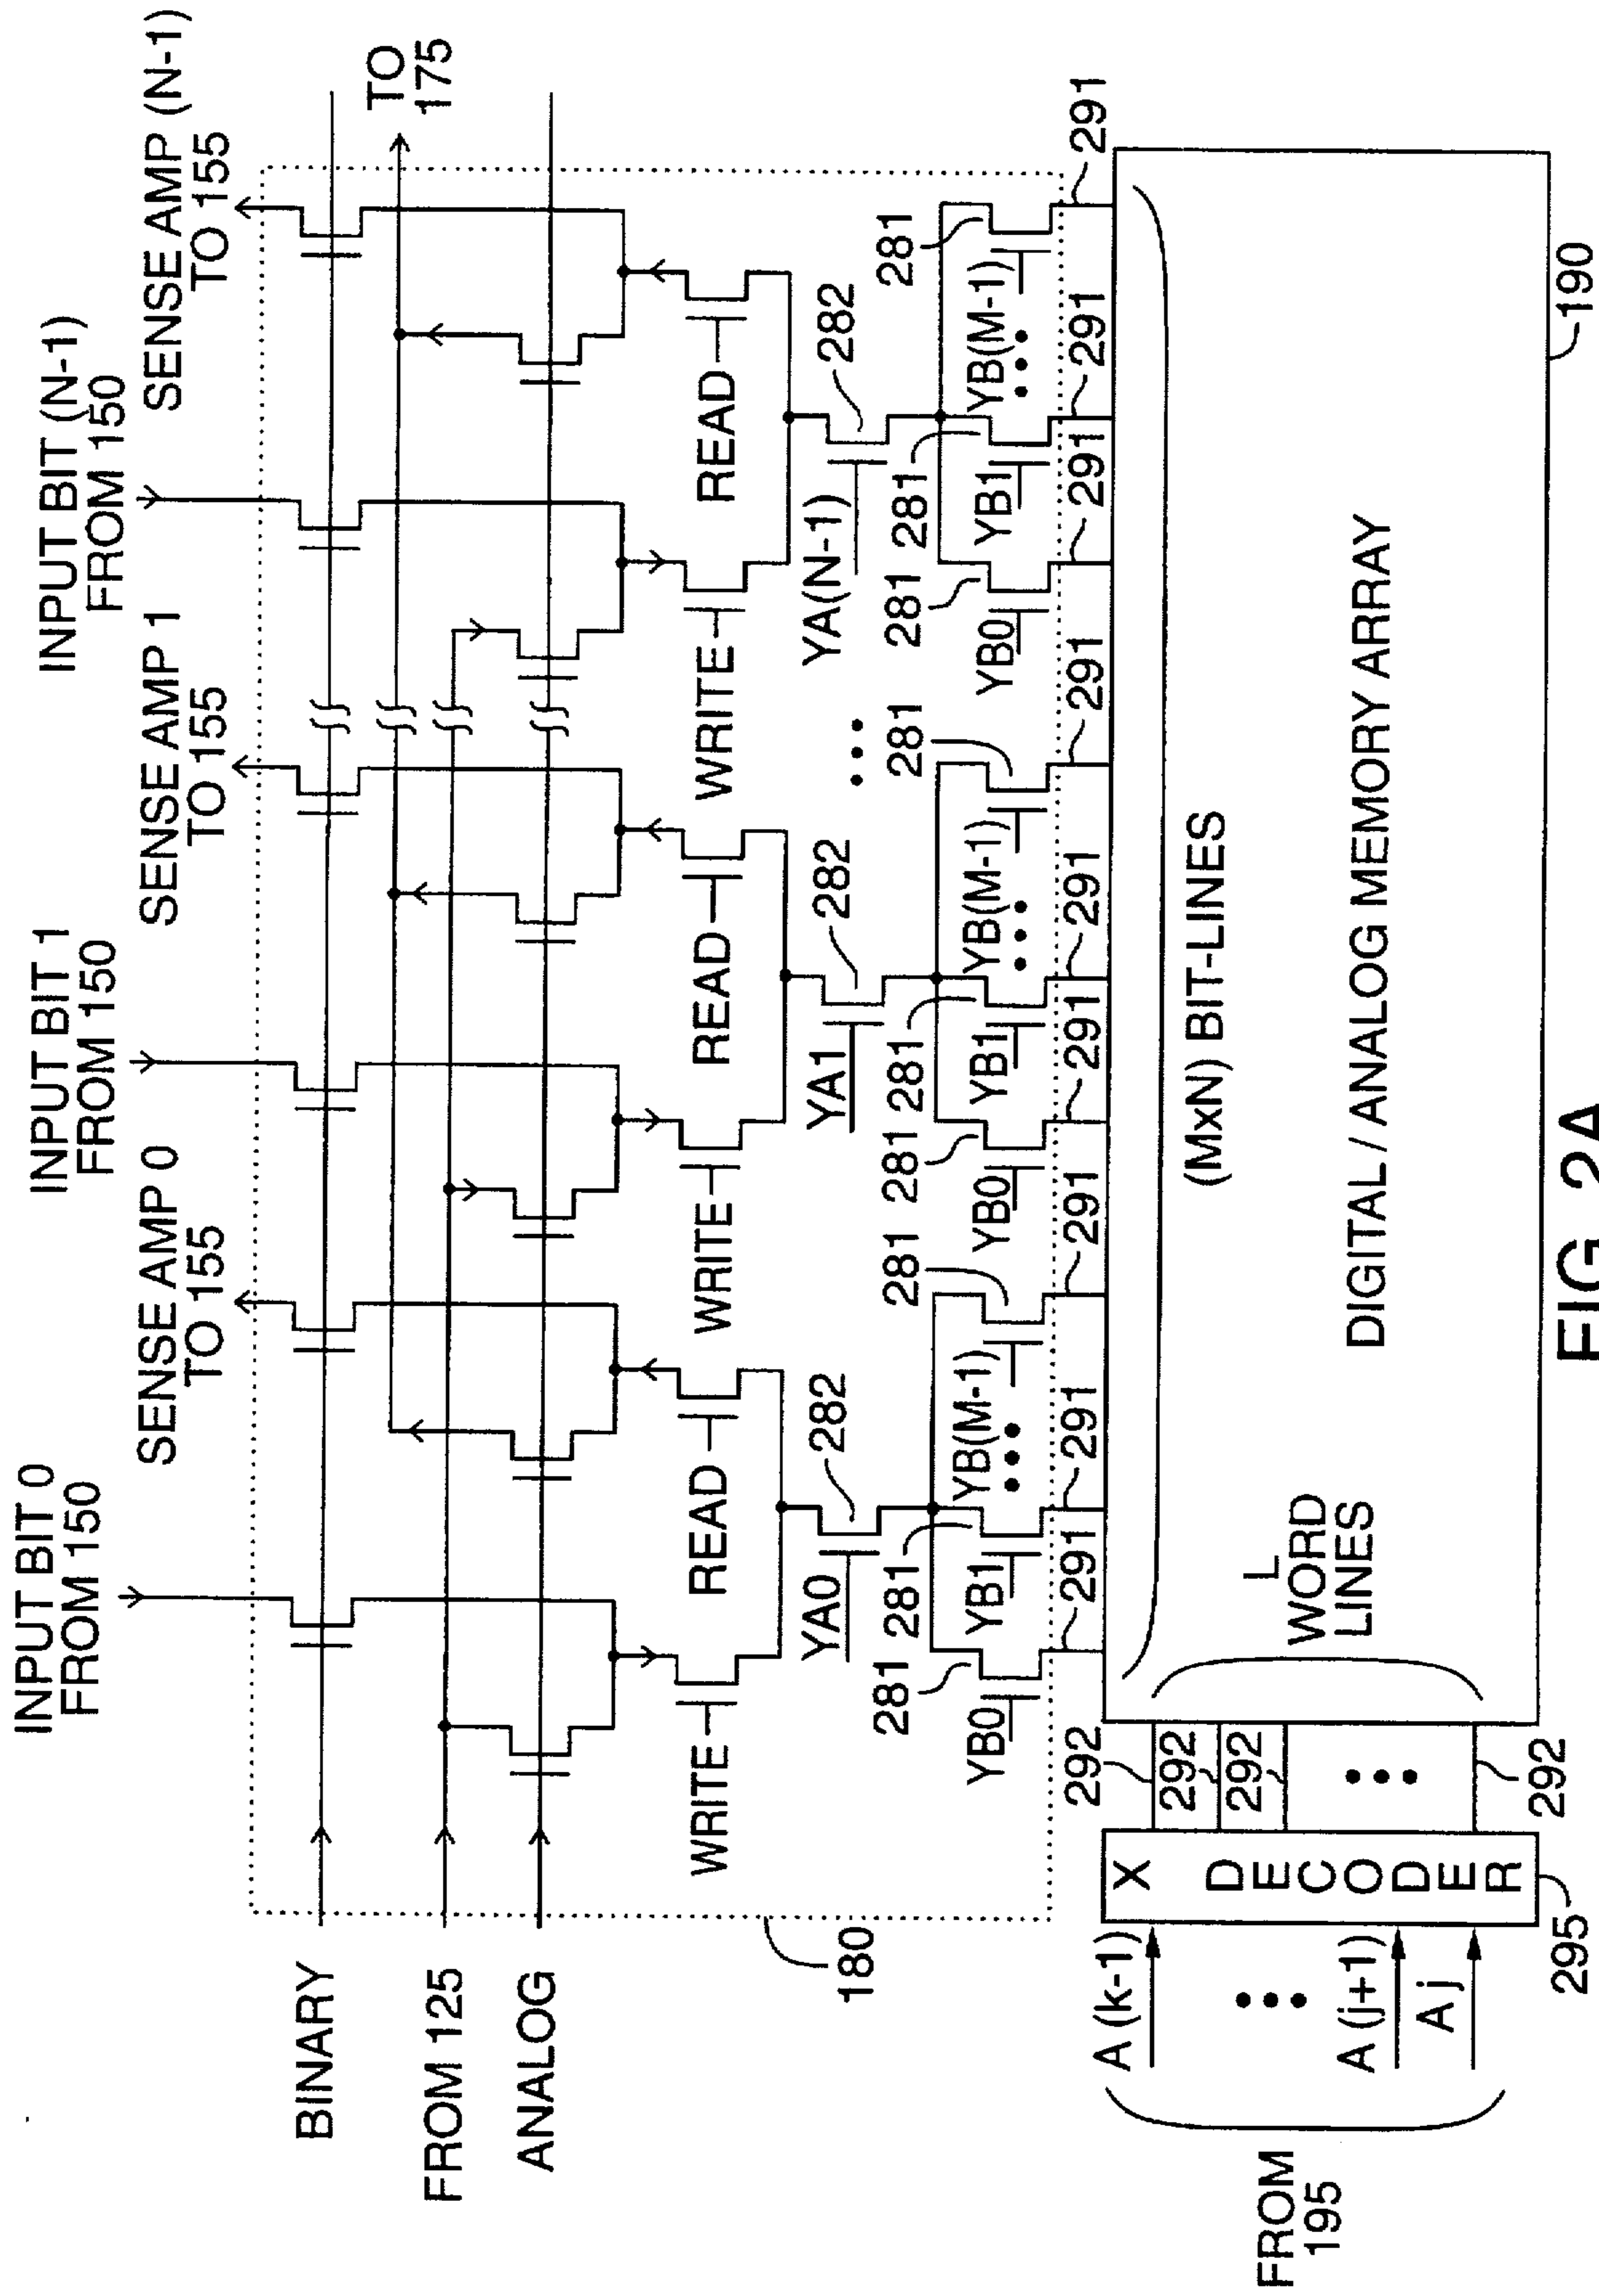 INPUT BIT 0
FROM 150
SENSE AMP 0
TO 155
INPUT BIT 1
FROM 150
SENSE AMP 1
TO 155
INPUT BIT (N-1)
FROM 150
SENSE AMP (N-1)
TO 155
BINARY
TO
175
FROM 125
ANALOG
WRITE
READ
WRITE
READ
WRITE
READ
180
YA0
282
YA1
282
...
YA(N-1)
282
281
281
281
281
281
281
281
281
281
YB0
YB1
YB(M-1)
...
YB0
YB1
YB(M-1)
...
YB0
YB1
YB(M-1)
...
291
291
291
291
291
291
291
291
291
292
292
292
...
292
A (k-1)
...
A (j+1)
A j
FROM
195
X DECODER
295
L
WORD
LINES
(MxN) BIT-LINES
DIGITAL / ANALOG MEMORY ARRAY
190
FIG. 2A